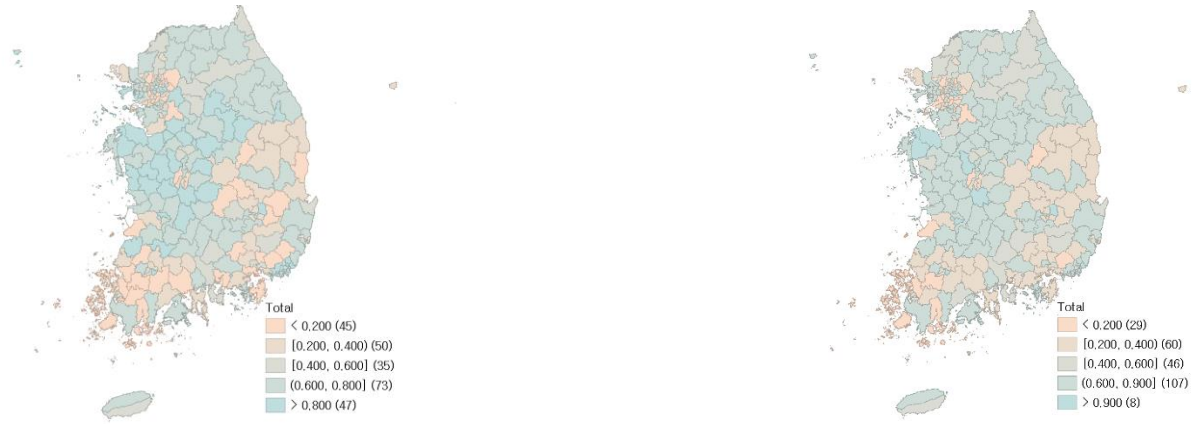 Total
< 0,200 (45)
[0,200, 0,400) (50)
[0,400, 0,600] (35)
(0,600, 0,800] (73)
> 0,800 (47)
Total
< 0,200 (29)
[0,200, 0,400) (60)
[0,400, 0,600] (46)
(0,600, 0,900] (107)
> 0,900 (8)